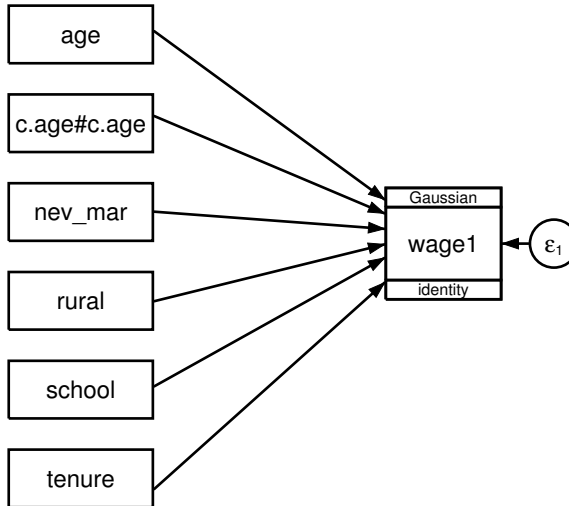 age
c.age#c.age
nev_mar
rural
school
tenure
Gaussian
wage1
identity
ε1